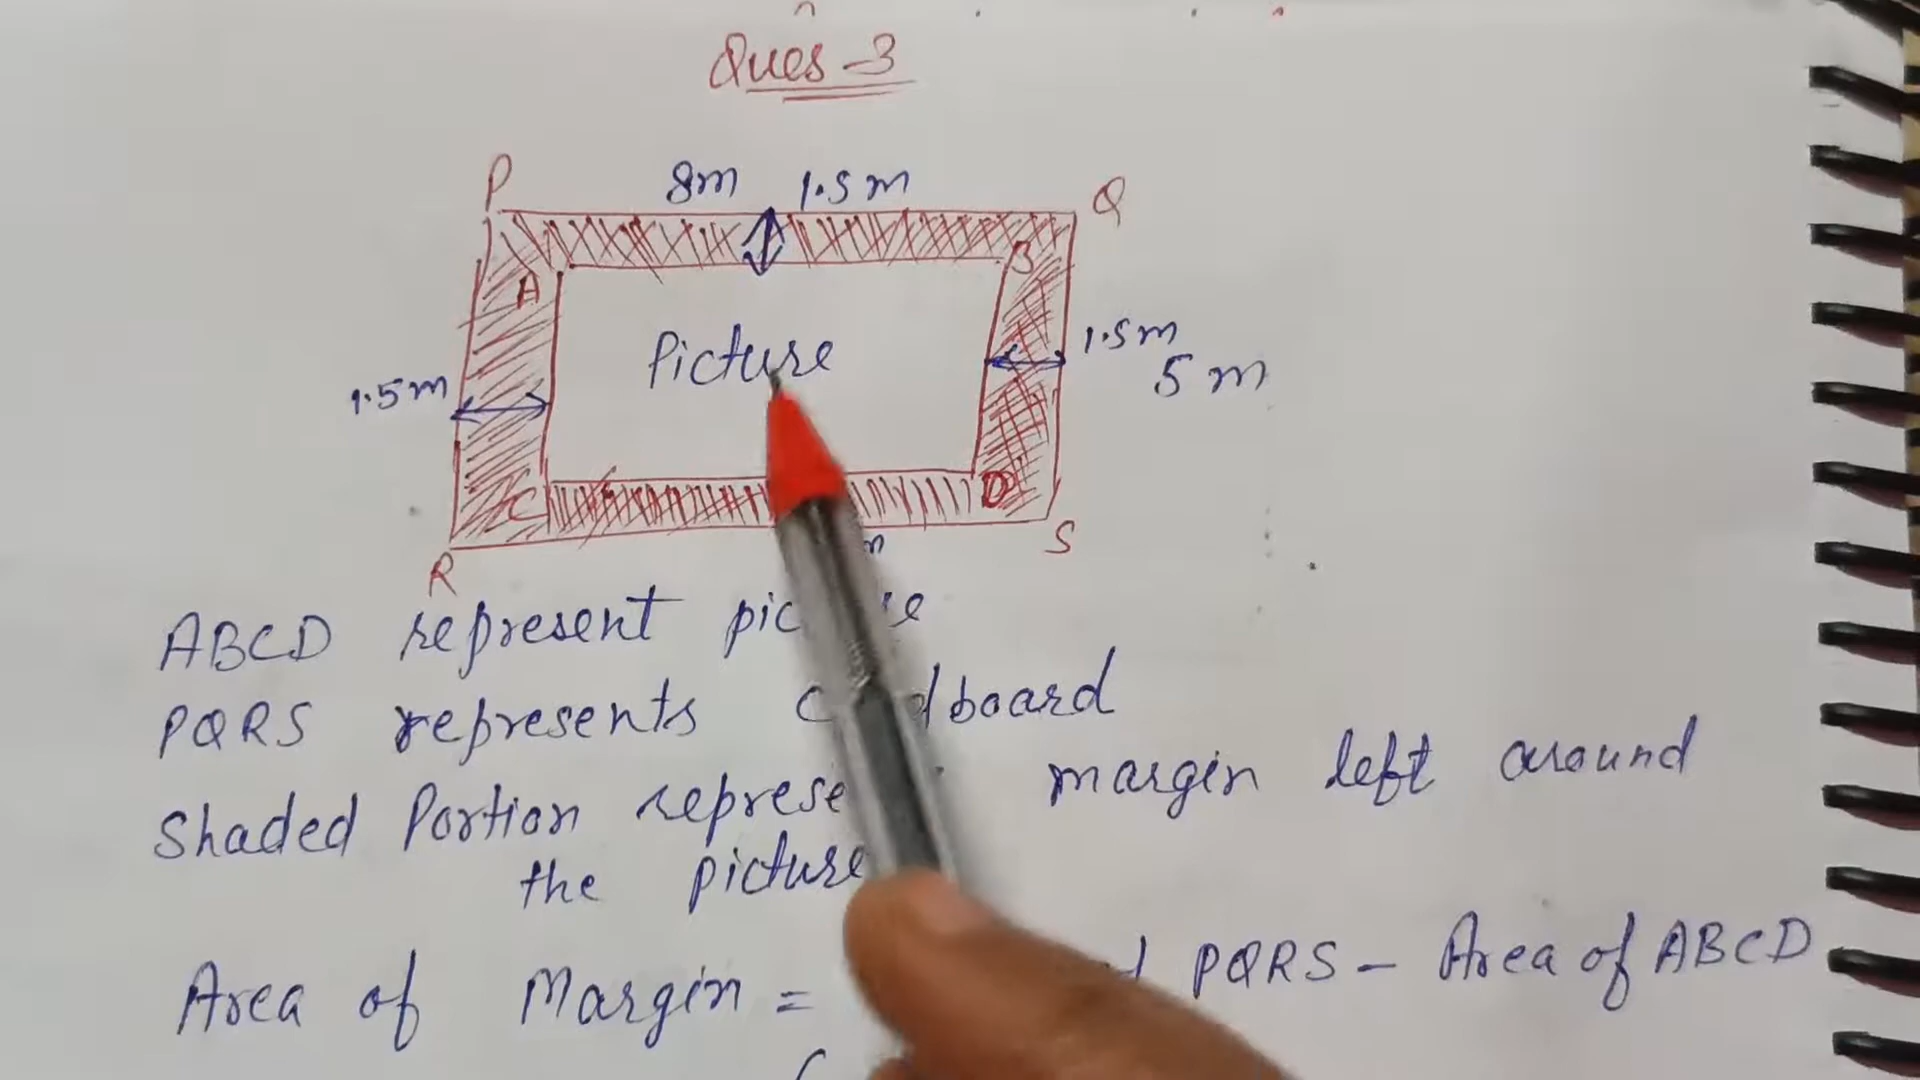 Ques-3
P 8m 1.5m Q
A B
Picture
1.5m
5m
1.5m
C D
R S
ABCD represent
PQRS represents
Shaded Portion margin left around
the picture
Area of Margin = PQRS - Area of ABCD